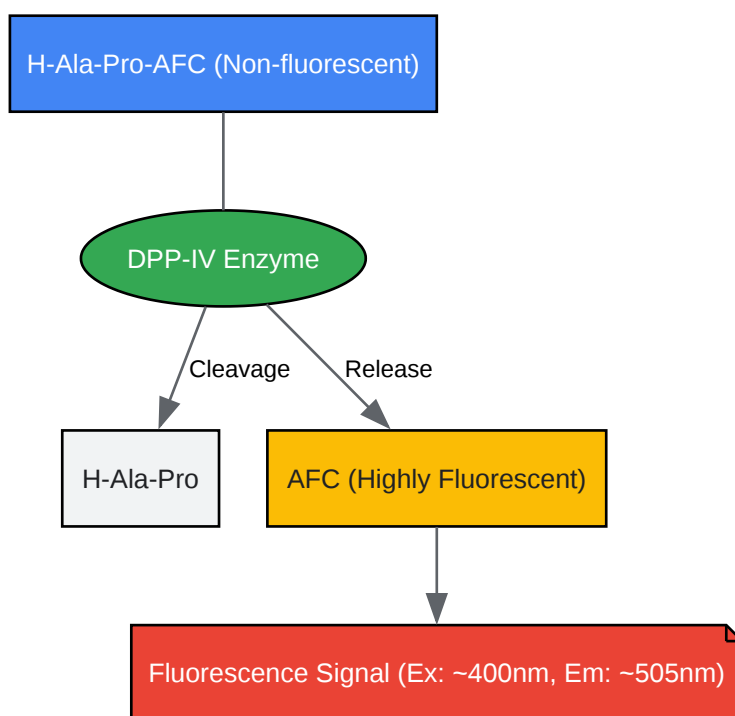 H-Ala-Pro-AFC (Non-fluorescent)
DPP-IV Enzyme
Cleavage
Release
H-Ala-Pro
AFC (Highly Fluorescent)
Fluorescence Signal (Ex: ~400nm, Em: ~505nm)